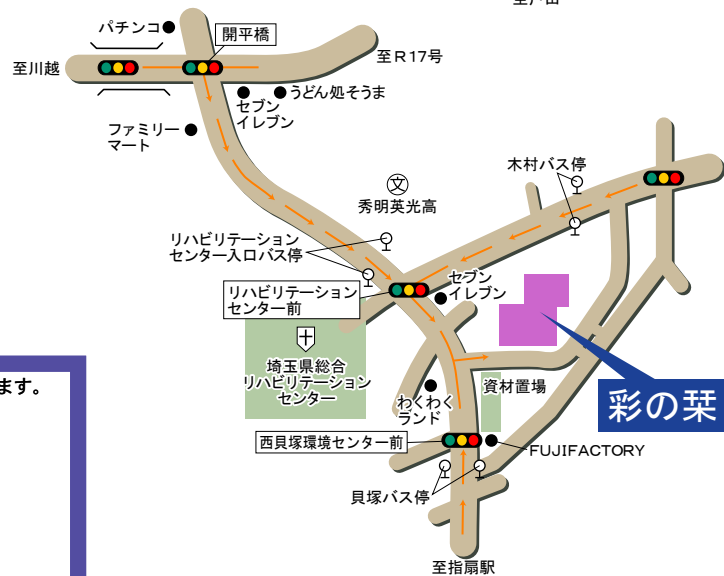 パチンコ
開平橋
至川越
至R17号
うどん処そうま
セブン
イレブン
ファミリー
マート
木村バス停
文
秀明英光高
リハビリテーション
センター入口バス停
セブン
イレブン
リハビリテーション
センター前
埼玉県総合
リハビリテーション
センター
ます。
わくわく
ランド
資材置場
彩の栞
西貝塚環境センター前
FUJIFACTORY
貝塚バス停
至指扇駅